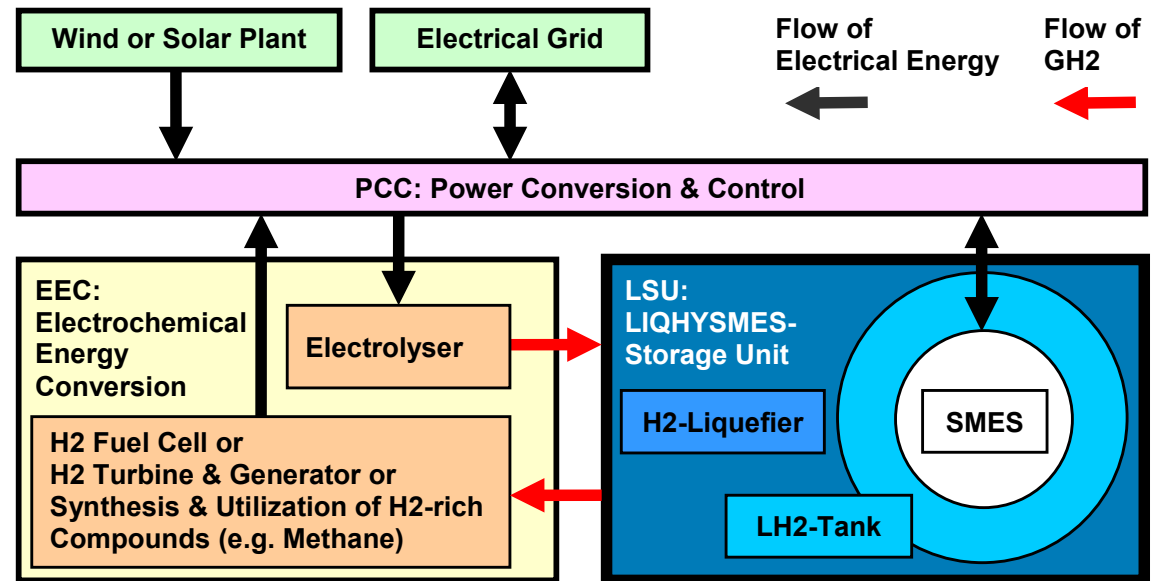 Wind or Solar Plant
Electrical Grid
Flow of
Electrical Energy
Flow of
GH2
PCC: Power Conversion & Control
EEC:
Electrochemical
Energy
Conversion
Electrolyser
H2 Fuel Cell or
H2 Turbine & Generator or
Synthesis & Utilization of H2-rich
Compounds (e.g. Methane)
LSU:
LIQHYSMES-
Storage Unit
H2-Liquefier
SMES
LH2-Tank